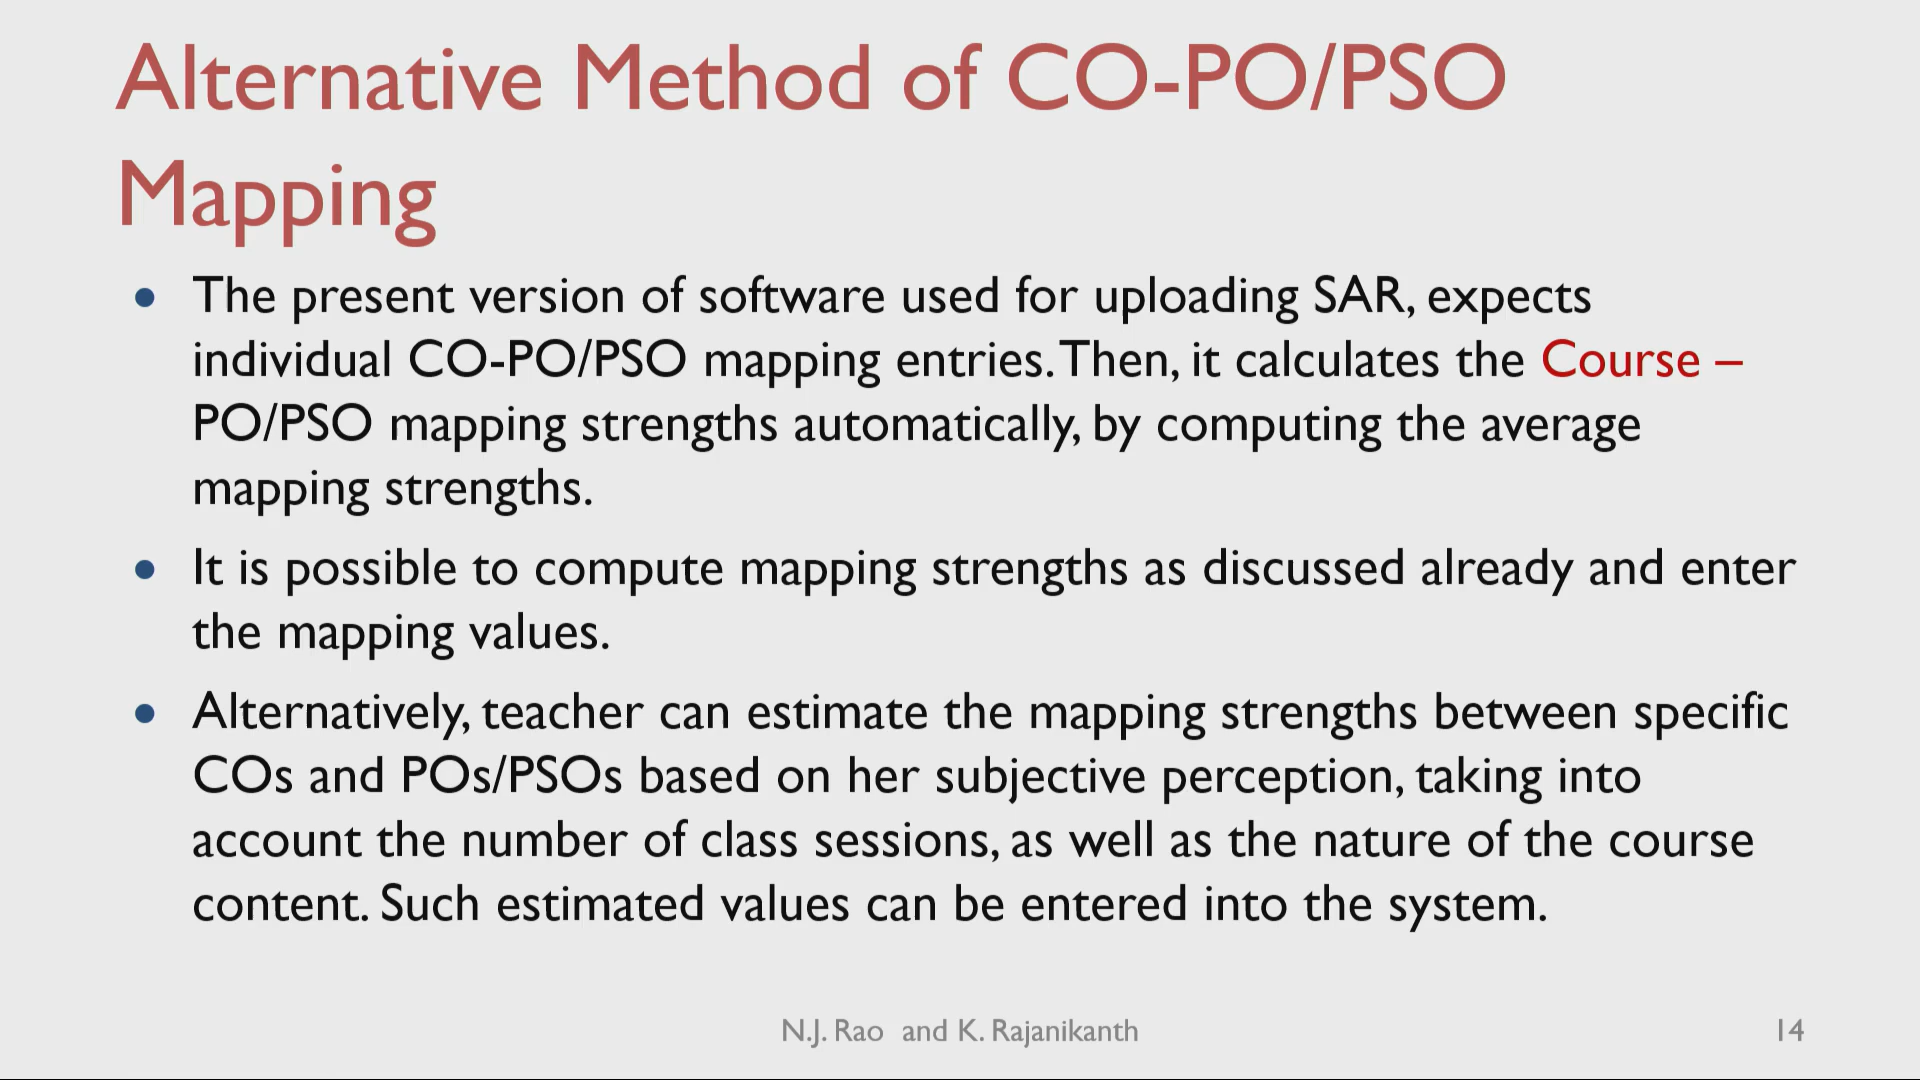 Alternative Method of CO-PO/PSO
Mapping
• The present version of software used for uploading SAR, expects
individual CO-PO/PSO mapping entries. Then, it calculates the Course –
PO/PSO mapping strengths automatically, by computing the average
mapping strengths.
• It is possible to compute mapping strengths as discussed already and enter
the mapping values.
• Alternatively, teacher can estimate the mapping strengths between specific
COs and POs/PSOs based on her subjective perception, taking into
account the number of class sessions, as well as the nature of the course
content. Such estimated values can be entered into the system.
N.J. Rao and K. Rajanikanth
14